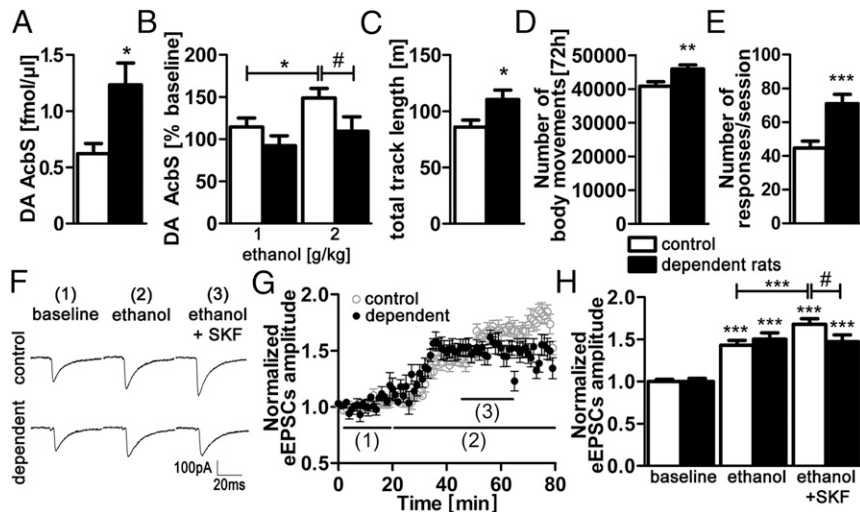 A
DA AcbS [fmol/µl]
1.5
1.0
0.5
0
*
B
DA AcbS [% baseline]
200
150
100
50
0
*
#
1
2
ethanol [g/kg]
C
total track length [m]
150
100
50
0
*
D
Number of
body movements[72h]
50000
40000
30000
20000
10000
0
**
E
Number of
responses/session
100
80
60
40
20
0
***
control
dependent rats
F
(1)
baseline
(2)
ethanol
(3)
ethanol
+ SKF
control
dependent
100pA
20ms
G
Normalized
eEPSCs amplitude
2.0
1.5
1.0
0.5
control
dependent
(3)
(1)
(2)
0
20
40
60
80
Time [min]
H
Normalized
eEPSCs amplitude
2.0
1.5
1.0
0.5
0.0
***
#
***
***
***
***
baseline
ethanol
ethanol
+SKF